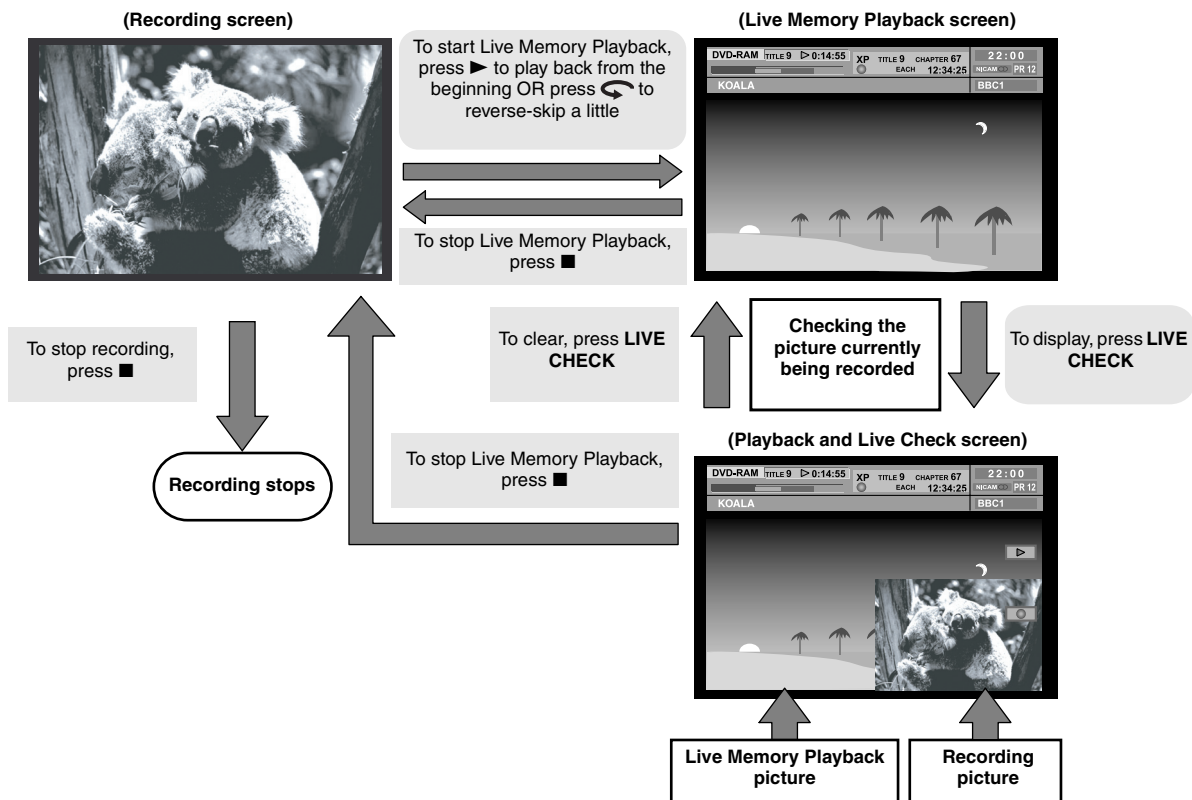 (Recording screen)
(Live Memory Playback screen)
To start Live Memory Playback,
press ► to play back from the
beginning OR press to
reverse-skip a little
DVD-RAM TITLE 9 ▷ 0:14:55
XP TITLE 9 CHAPTER 67
EACH 12:34:25
22:00
NICAM PR 12
KOALA
BBC1
To stop Live Memory Playback,
press ■
To stop recording,
press ■
To clear, press LIVE
CHECK
Checking the
picture currently
being recorded
To display, press LIVE
CHECK
Recording stops
To stop Live Memory Playback,
press ■
(Playback and Live Check screen)
DVD-RAM TITLE 9 ▷ 0:14:55
XP TITLE 9 CHAPTER 67
EACH 12:34:25
22:00
NICAM PR 12
KOALA
BBC1
Live Memory Playback
picture
Recording
picture